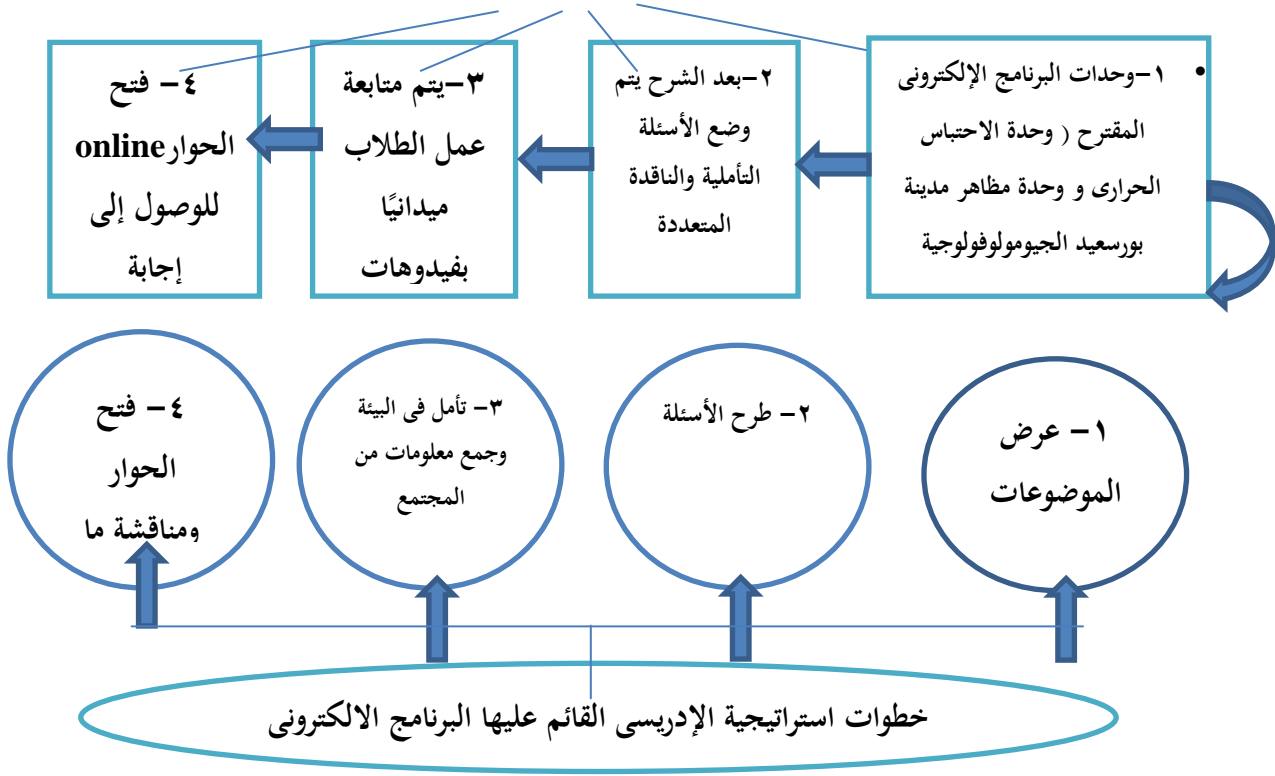 • ١-وحدات البرنامج الإلكترونى
المقترح ( وحدة الاحتباس
الحرارى و وحدة مظاهر مدينة
بورسعيد الجيومولوفولوجية
٢-بعد الشرح يتم
وضع الأسئلة
التأملية والناقدة
المتعددة
٣-يتم متابعة
عمل الطلاب
ميدانيًا
بفيدوهات
٤- فتح
الحوارonline
للوصول إلى
إجابة
١- عرض
الموضوعات
٢- طرح الأسئلة
٣- تأمل فى البيئة
وجمع معلومات من
المجتمع
٤- فتح
الحوار
ومناقشة ما
خطوات استراتيجية الإدريسى القائم عليها البرنامج الالكترونى